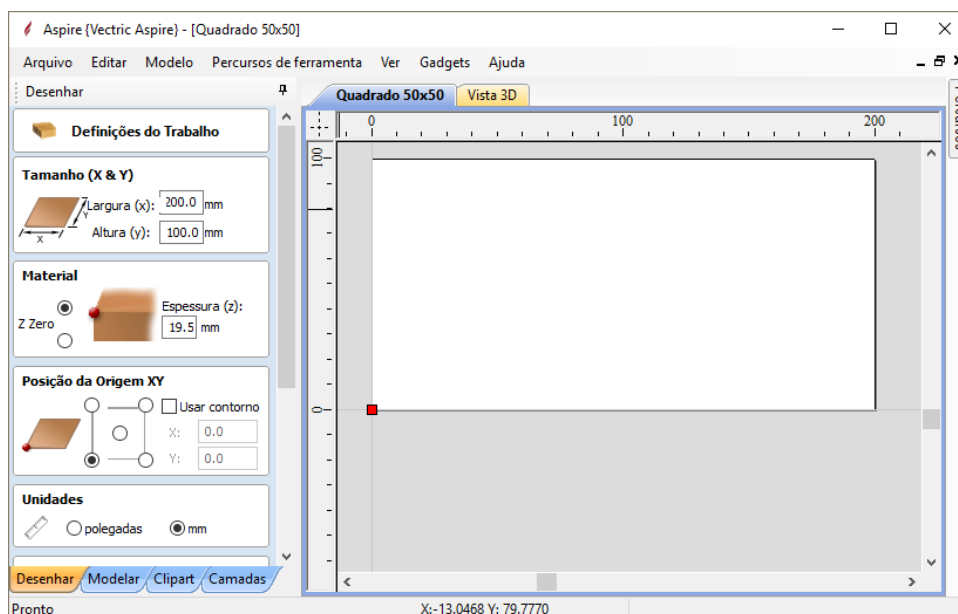 Aspire {Vectric Aspire} - [Quadrado 50x50]
Arquivo Editar Modelo Percursos de ferramenta Ver Gadgets Ajuda
Desenhar
Quadrado 50x50 Vista 3D
Definições do Trabalho
0 100 200
100
Tamanho (X & Y)
Largura (x): 200.0 mm
Altura (y): 100.0 mm
Y
X
Material
Z Zero
Espessura (z):
19.5 mm
Posição da Origem XY
Usar contorno
X: 0.0
Y: 0.0
0
Unidades
polegadas mm
Desenhar Modelar Clipart Camadas
Pronto X:-13.0468 Y: 79.7770